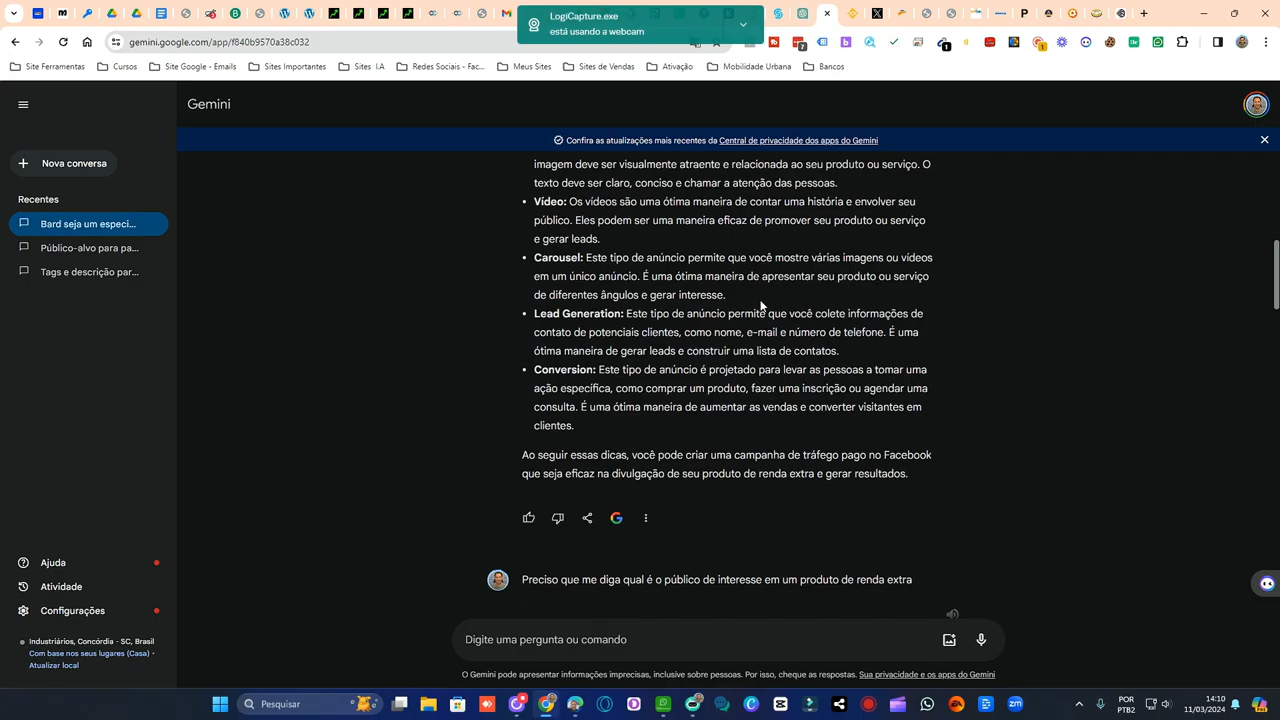 LogiCapture.exe
está usando a webcam
gemini.google.com/app/f840b9570a38c032
Site Ferramentas
Cursos
Site Google - Emails
Sites Importantes
Sites I.A
Redes Sociais - Fac...
Meus Sites
Sites de Vendas
Ativação
Mobilidade Urbana
Bancos
Gemini
Confira as atualizações mais recentes da Central de privacidade dos apps do Gemini
Nova conversa
Recentes
Bard seja um especi...
Público-alvo para pa...
Tags e descrição par...
imagem deve ser visualmente atraente e relacionada ao seu produto ou serviço. O
texto deve ser claro, conciso e chamar a atenção das pessoas.
• Vídeo: Os vídeos são uma ótima maneira de contar uma história e envolver seu
público. Eles podem ser uma maneira eficaz de promover seu produto ou serviço
e gerar leads.
• Carousel: Este tipo de anúncio permite que você mostre várias imagens ou vídeos
em um único anúncio. É uma ótima maneira de apresentar seu produto ou serviço
de diferentes ângulos e gerar interesse.
• Lead Generation: Este tipo de anúncio permite que você colete informações de
contato de potenciais clientes, como nome, e-mail e número de telefone. É uma
ótima maneira de gerar leads e construir uma lista de contatos.
• Conversion: Este tipo de anúncio é projetado para levar as pessoas a tomar uma
ação específica, como comprar um produto, fazer uma inscrição ou agendar uma
consulta. É uma ótima maneira de aumentar as vendas e converter visitantes em
clientes.
Ao seguir essas dicas, você pode criar uma campanha de tráfego pago no Facebook
que seja eficaz na divulgação de seu produto de renda extra e gerar resultados.
Preciso que me diga qual é o público de interesse em um produto de renda extra
Digite uma pergunta ou comando
O Gemini pode apresentar informações imprecisas, inclusive sobre pessoas. Por isso, cheque as respostas. Sua privacidade e os apps do Gemini
Ajuda
Atividade
Configurações
Industriários, Concórdia - SC, Brasil
Com base nos seus lugares (Casa) •
Atualizar local
Pesquisar
POR
PTB2
14:10
11/03/2024